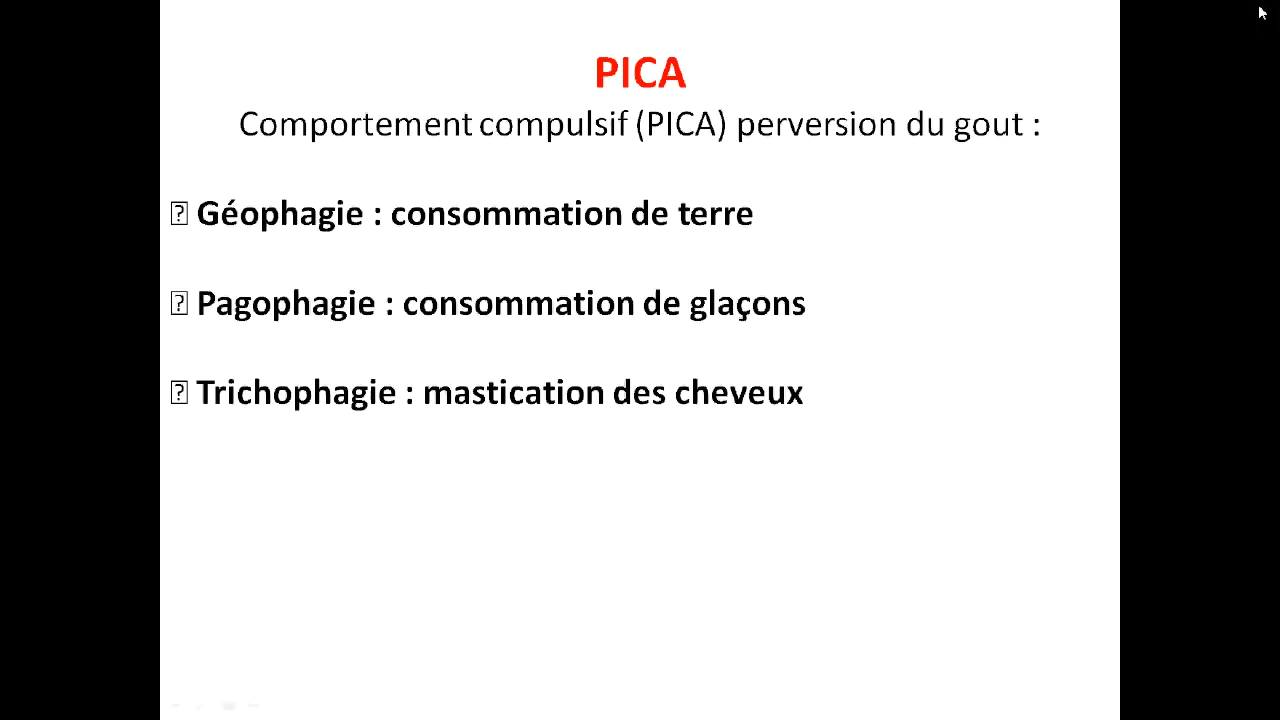 PICA
Comportement compulsif (PICA) perversion du gout :
Géophagie : consommation de terre
Pagophagie : consommation de glaçons
Trichophagie : mastication des cheveux